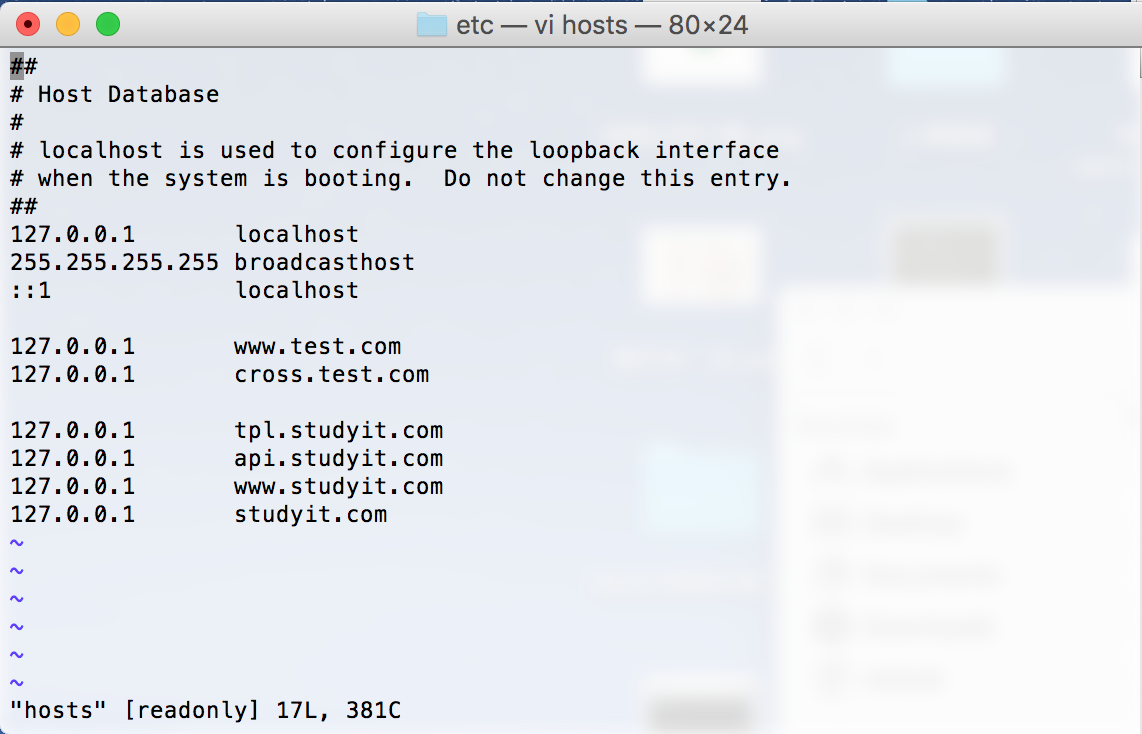 etc — vi hosts — 80×24
##
# Host Database
#
# localhost is used to configure the loopback interface
# when the system is booting.  Do not change this entry.
##
127.0.0.1       localhost
255.255.255.255 broadcasthost
::1             localhost

127.0.0.1       www.test.com
127.0.0.1       cross.test.com

127.0.0.1       tpl.studyit.com
127.0.0.1       api.studyit.com
127.0.0.1       www.studyit.com
127.0.0.1       studyit.com
~
~
~
~
~
~
"hosts" [readonly] 17L, 381C